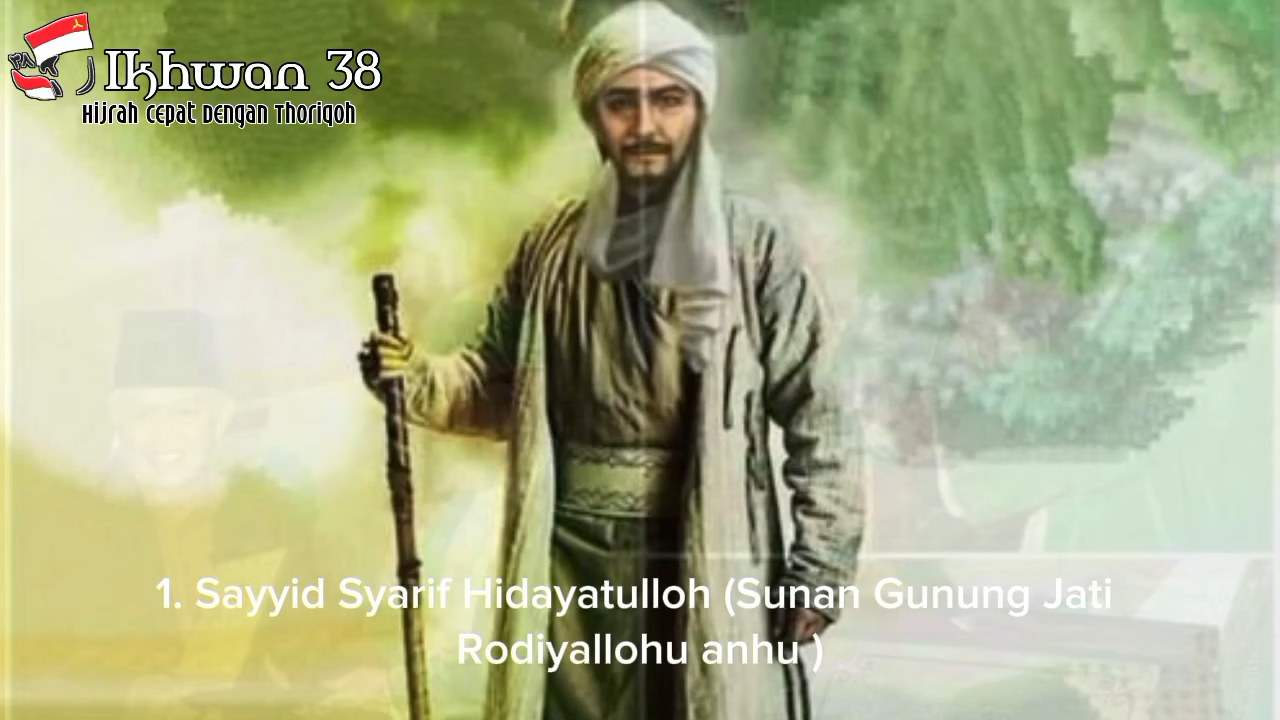 Ikhwan 38
Hijrah Cepat Dengan Thoriqoh
1. Sayyid Syarif Hidayatulloh (Sunan Gunung Jati
Rodiyallohu anhu )